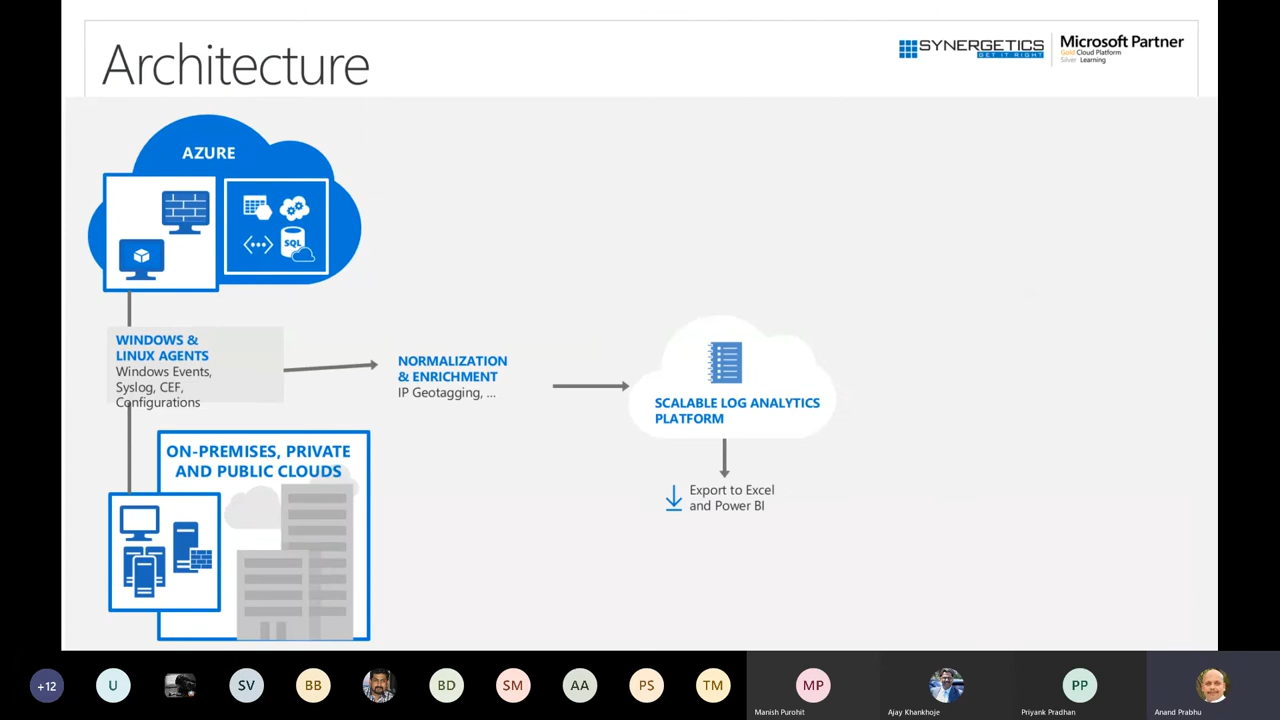 Architecture
SYNERGETICS
GET IT RIGHT
Microsoft Partner
Gold Cloud Platform
Silver Learning
AZURE
SQL
WINDOWS &
LINUX AGENTS
Windows Events,
Syslog, CEF,
Configurations
NORMALIZATION
& ENRICHMENT
IP Geotagging, ...
SCALABLE LOG ANALYTICS
PLATFORM
Export to Excel
and Power BI
ON-PREMISES, PRIVATE
AND PUBLIC CLOUDS
+12
U
SV
BB
BD
SM
AA
PS
TM
MP
Manish Purohit
Ajay Khankhoje
PP
Priyank Pradhan
Anand Prabhu